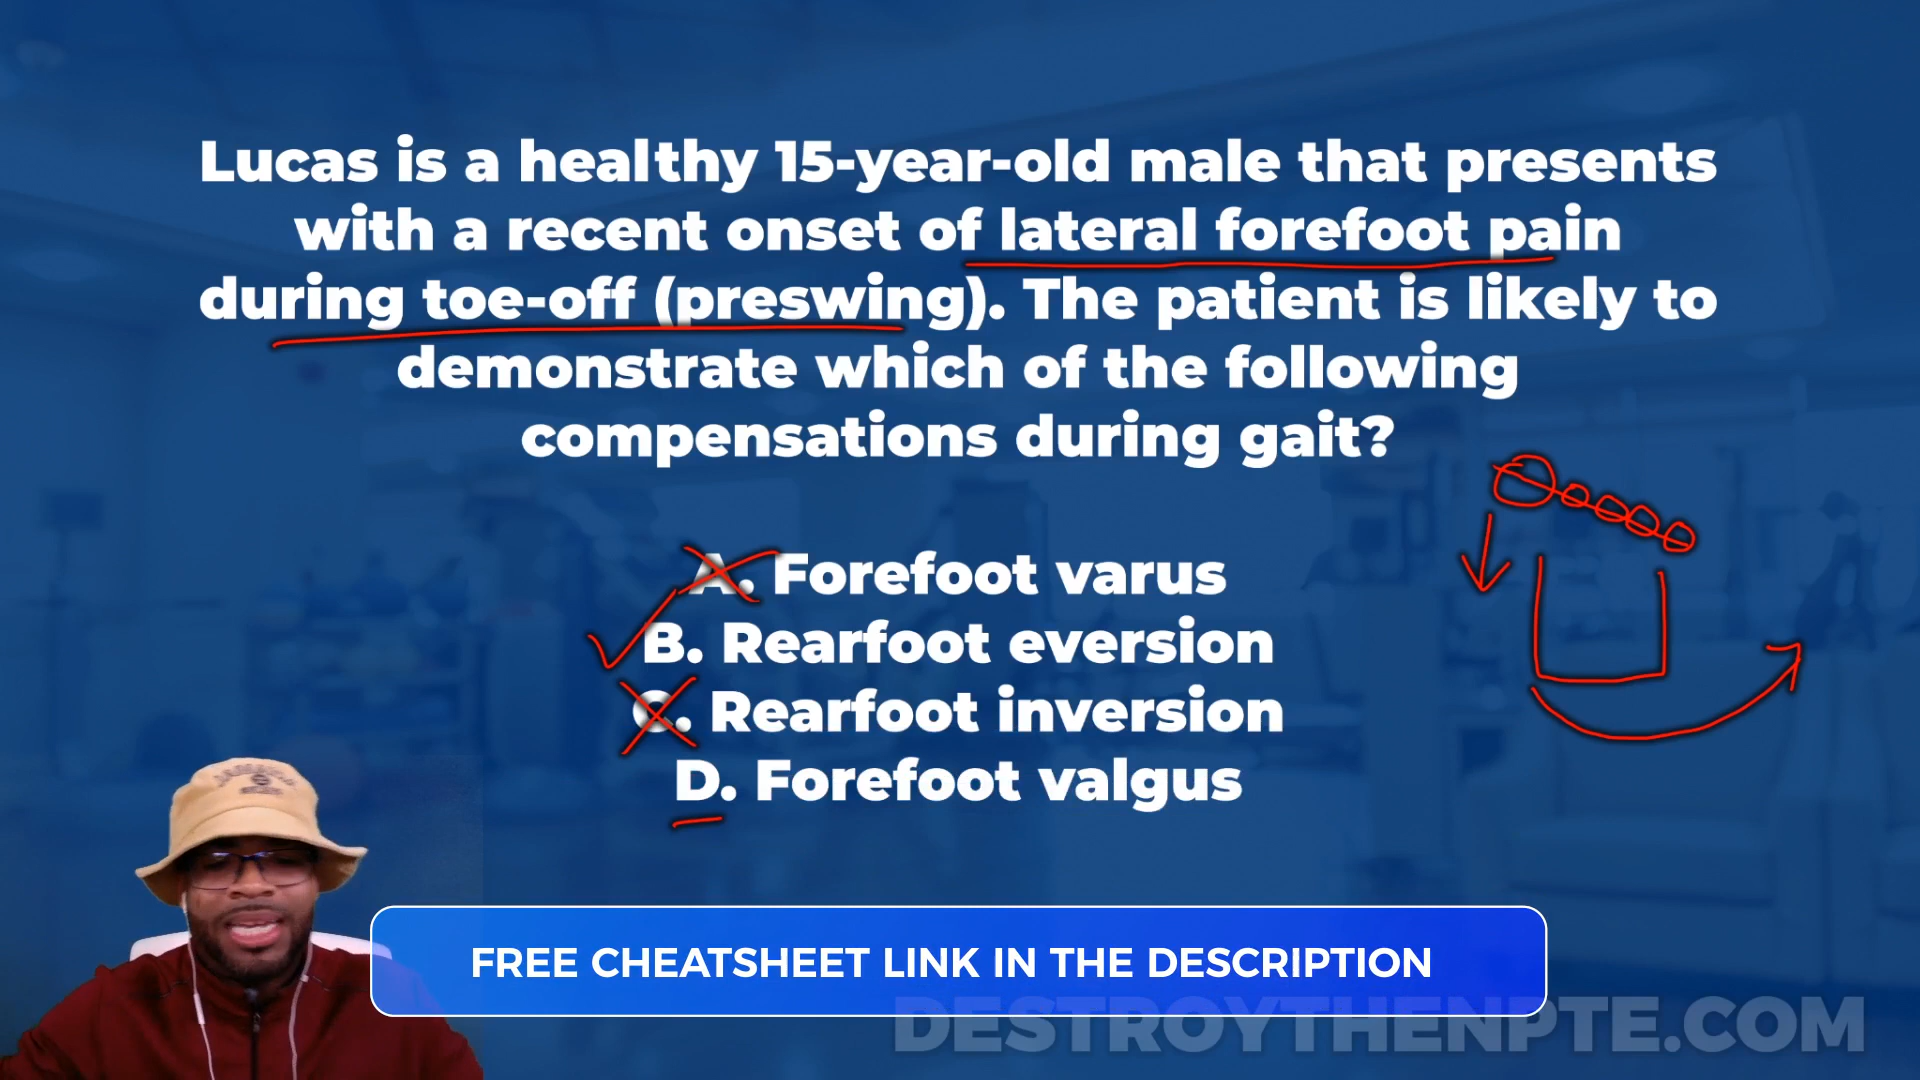 Lucas is a healthy 15-year-old male that presents
with a recent onset of lateral forefoot pain
during toe-off (preswing). The patient is likely to
demonstrate which of the following
compensations during gait?
A. Forefoot varus
B. Rearfoot eversion
C. Rearfoot inversion
D. Forefoot valgus
FREE CHEATSHEET LINK IN THE DESCRIPTION
DESTROYTHENPTE.COM